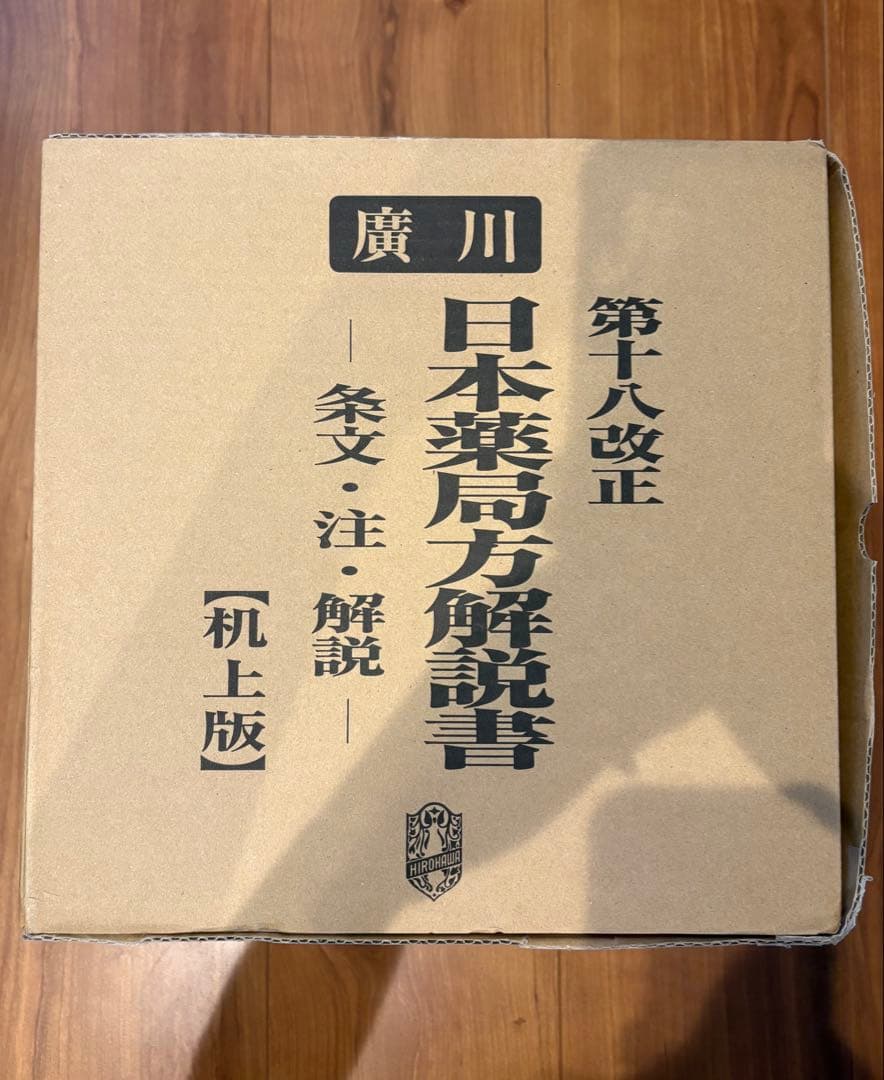 廣川
第十八改正
日本薬局方解説書
―条文・注・解説―
【机上版】
HIROKAWA